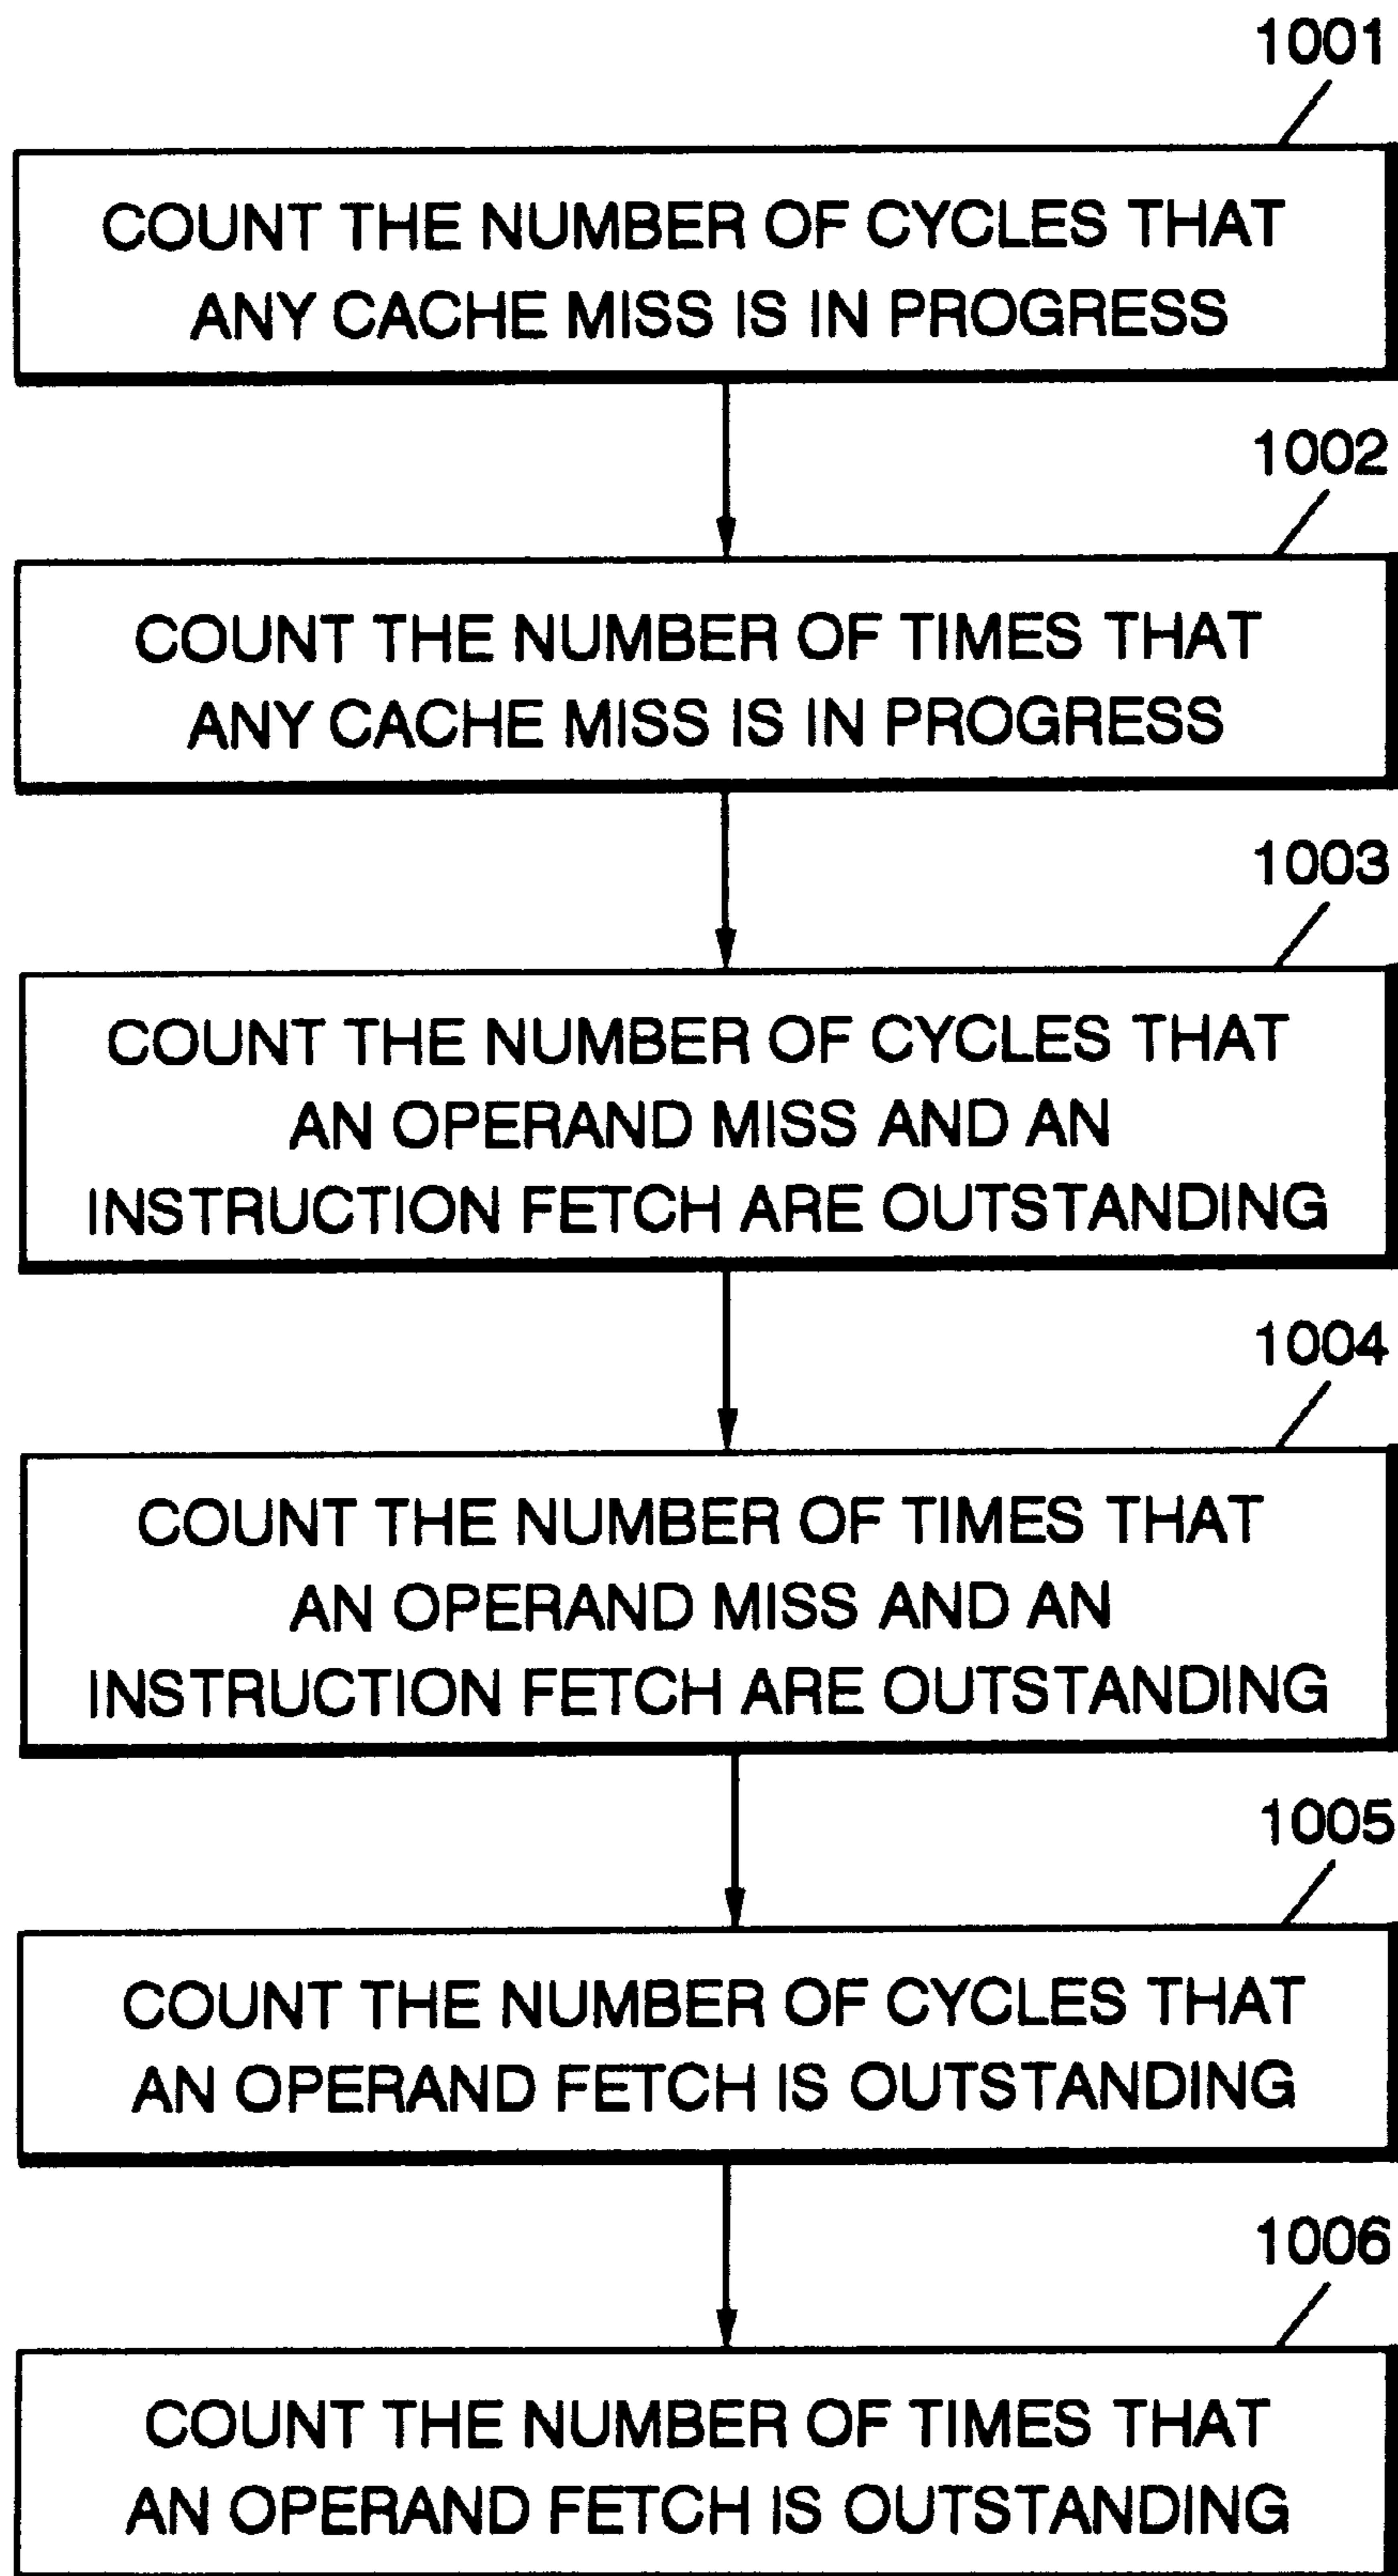 1001
COUNT THE NUMBER OF CYCLES THAT
ANY CACHE MISS IS IN PROGRESS
1002
COUNT THE NUMBER OF TIMES THAT
ANY CACHE MISS IS IN PROGRESS
1003
COUNT THE NUMBER OF CYCLES THAT
AN OPERAND MISS AND AN
INSTRUCTION FETCH ARE OUTSTANDING
1004
COUNT THE NUMBER OF TIMES THAT
AN OPERAND MISS AND AN
INSTRUCTION FETCH ARE OUTSTANDING
1005
COUNT THE NUMBER OF CYCLES THAT
AN OPERAND FETCH IS OUTSTANDING
1006
COUNT THE NUMBER OF TIMES THAT
AN OPERAND FETCH IS OUTSTANDING